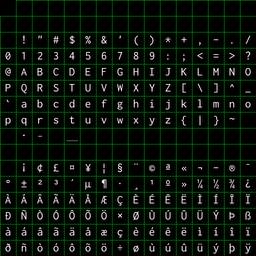 ! " # $ % & ' ( ) * + , - . /
0 1 2 3 4 5 6 7 8 9 : ; < = > ?
@ A B C D E F G H I J K L M N O
P Q R S T U V W X Y Z [ \ ] ^ _
` a b c d e f g h i j k l m n o
p q r s t u v w x y z { | } ~
¡ ¢ £ ¤ ¥ ¦ § ¨ © ª « ¬ - ® ¯
° ± ² ³ ´ µ ¶ · ¸ ¹ º » ¼ ½ ¾ ¿
À Á Â Ã Ä Å Æ Ç È É Ê Ë Ì Í Î Ï
Ð Ñ Ò Ó Ô Õ Ö × Ø Ù Ú Û Ü Ý Þ ß
à á â ã ä å æ ç è é ê ë ì í î ï
ð ñ ò ó ô õ ö ÷ ø ù ú û ü ý þ ÿ